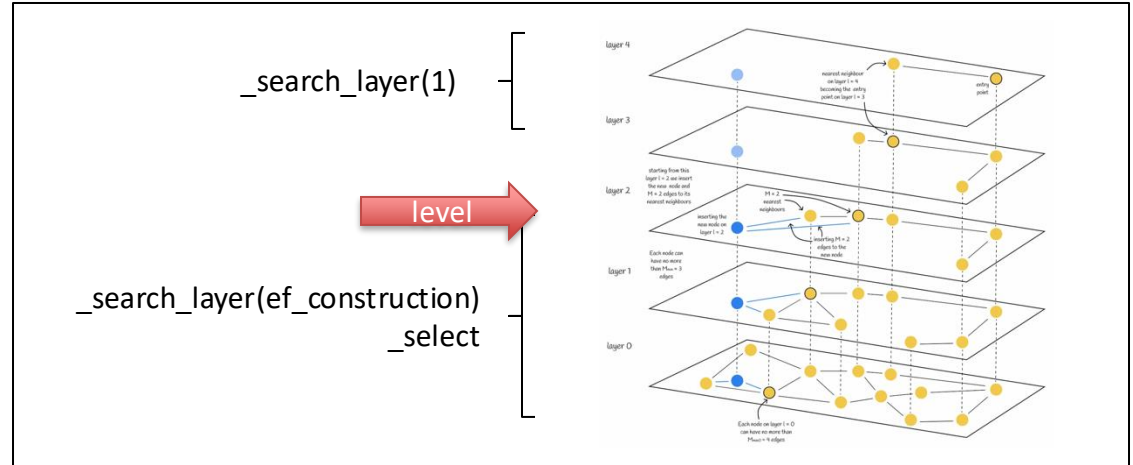 _search_layer(1)
level
_search_layer(ef_construction)
_select
layer 4
nearest neighbour
on layer l = 4
becoming the entry
point on layer l = 3
entry
point
layer 3
starting from this
layer l = 2 we insert
the new node and
M = 2 edges to its
nearest neighbours
layer 2
M = 2
nearest
neighbours
inserting the
new node on
layer l = 2
inserting M = 2
edges to the
new node
Each node can
have no more
than Mmax = 3
edges
layer 1
layer 0
Each node on layer l = 0
can have no more than
Mmax0 = 4 edges